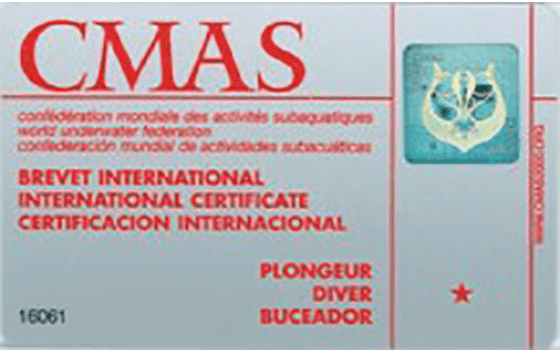 CMAS
confédération mondiale des activités subaquatiques
world underwater federation
confederación mundial de actividades subacuáticas
BREVET INTERNATIONAL
INTERNATIONAL CERTIFICATE
CERTIFICACION INTERNACIONAL
PLONGEUR
DIVER
BUCEADOR
16061